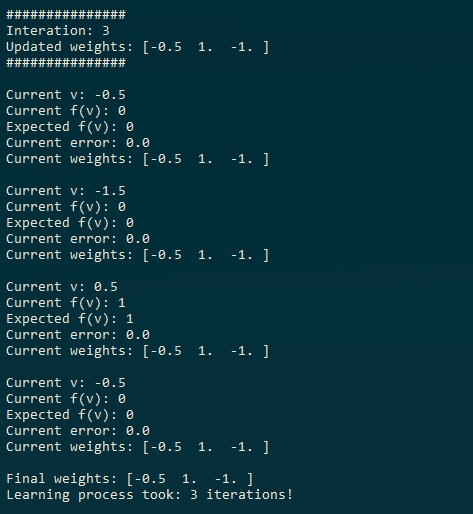 ###############
Interation: 3
Updated weights: [-0.5  1.  -1. ]
###############
Current v: -0.5
Current f(v): 0
Expected f(v): 0
Current error: 0.0
Current weights: [-0.5  1.  -1. ]
Current v: -1.5
Current f(v): 0
Expected f(v): 0
Current error: 0.0
Current weights: [-0.5  1.  -1. ]
Current v: 0.5
Current f(v): 1
Expected f(v): 1
Current error: 0.0
Current weights: [-0.5  1.  -1. ]
Current v: -0.5
Current f(v): 0
Expected f(v): 0
Current error: 0.0
Current weights: [-0.5  1.  -1. ]
Final weights: [-0.5  1.  -1. ]
Learning process took: 3 iterations!